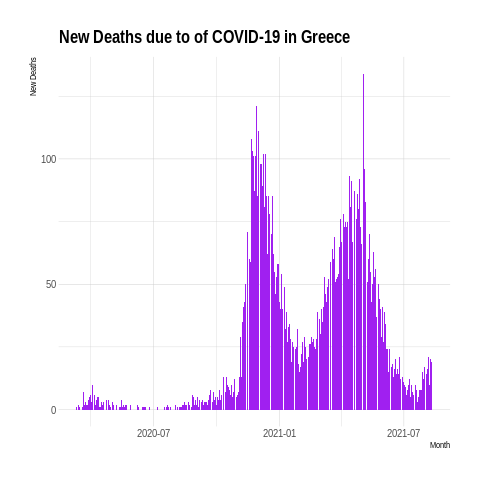 New Deaths due to of COVID-19 in Greece
New Deaths
100
50
0
2020-07
2021-01
2021-07
Month